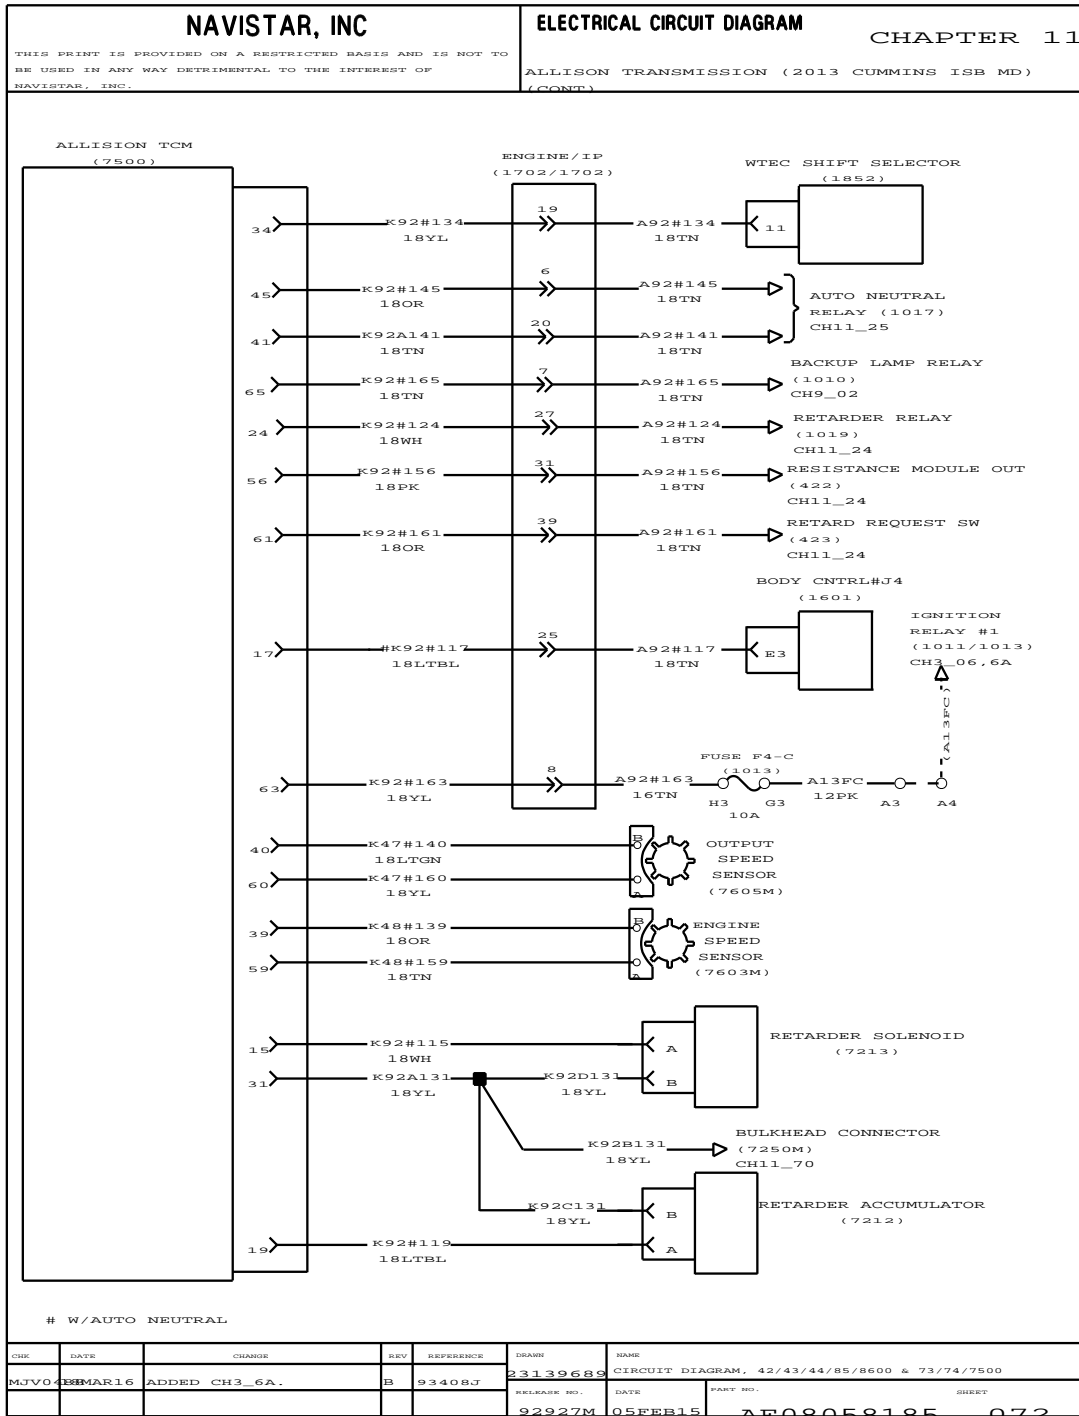 NAVISTAR, INC
THIS PRINT IS PROVIDED ON A RESTRICTED BASIS AND IS NOT TO
BE USED IN ANY WAY DETRIMENTAL TO THE INTEREST OF
NAVISTAR, INC.
ELECTRICAL CIRCUIT DIAGRAM
CHAPTER 11
ALLISON TRANSMISSION (2013 CUMMINS ISB MD)
(CONT)
ALLISION TCM
(7500)
ENGINE/IP
(1702/1702)
WTEC SHIFT SELECTOR
(1852)
34 K92#134 19 A92#134 11
18YL 18TN
45 K92#145 6 A92#145
18OR 18TN
AUTO NEUTRAL
RELAY (1017)
CH11_25
41 K92A141 20 A92#141
18TN 18TN
BACKUP LAMP RELAY
(1010)
CH9_02
65 K92#165 7 A92#165
18TN 18TN
RETARDER RELAY
(1019)
CH11_24
24 K92#124 27 A92#124
18WH 18TN
RESISTANCE MODULE OUT
(422)
CH11_24
56 K92#156 31 A92#156
18PK 18TN
RETARD REQUEST SW
(423)
CH11_24
61 K92#161 39 A92#161
18OR 18TN
BODY CNTRL#J4
(1601)
17 #K92#117 25 A92#117 E3
18LTBL 18TN
IGNITION
RELAY #1
(1011/1013)
CH3_06,6A
(A13FC)
FUSE F4-C
(1013)
63 K92#163 8 A92#163 A13FC
18YL 16TN H3 G3 12PK A3 A4
10A
40 K47#140 B
18LTGN
60 K47#160 A
18YL
OUTPUT
SPEED
SENSOR
(7605M)
39 K48#139 B
18OR
59 K48#159 A
18TN
ENGINE
SPEED
SENSOR
(7603M)
15 K92#115 A
18WH
RETARDER SOLENOID
(7213)
31 K92A131 K92D131 B
18YL 18YL
K92B131
18YL
BULKHEAD CONNECTOR
(7250M)
CH11_70
K92C131 B
18YL
RETARDER ACCUMULATOR
(7212)
19 K92#119 A
18LTBL
# W/AUTO NEUTRAL
CHK DATE CHANGE REV REFERENCE
MAR16 ADDED CH3_6A. B 93408J
DRAWN
23139689
NAME
CIRCUIT DIAGRAM, 42/43/44/85/8600 & 73/74/7500
RELEASE NO.
92927M
DATE
05FEB15
PART NO. SHEET
AF08058185 072